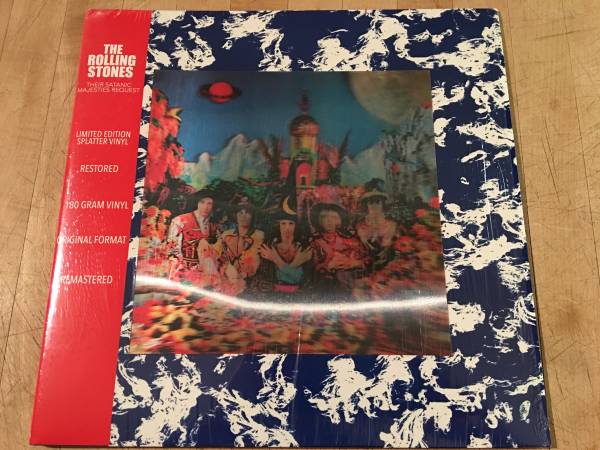 THE
ROLLING
STONES
THEIR SATANIC
MAJESTIES REQUEST
LIMITED EDITION
SPLATTER VINYL
RESTORED
180 GRAM VINYL
ORIGINAL FORMAT
REMASTERED